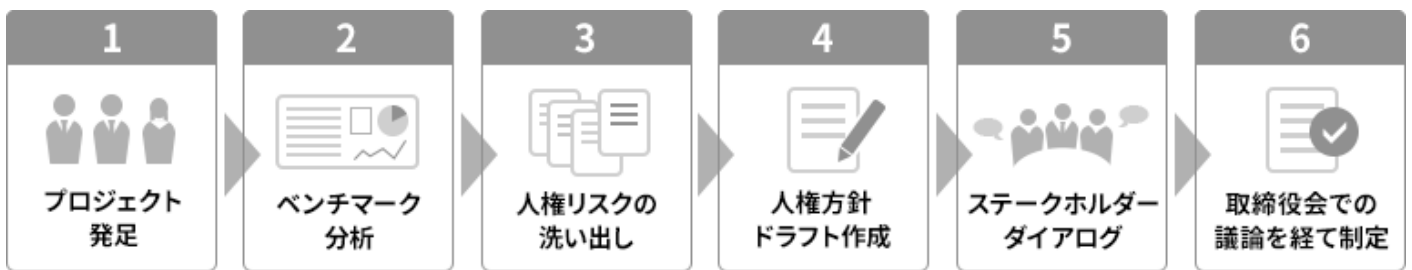 1
プロジェクト
発足
2
ベンチマーク
分析
3
人権リスクの
洗い出し
4
人権方針
ドラフト作成
5
ステークホルダー
ダイアログ
6
取締役会での
議論を経て制定